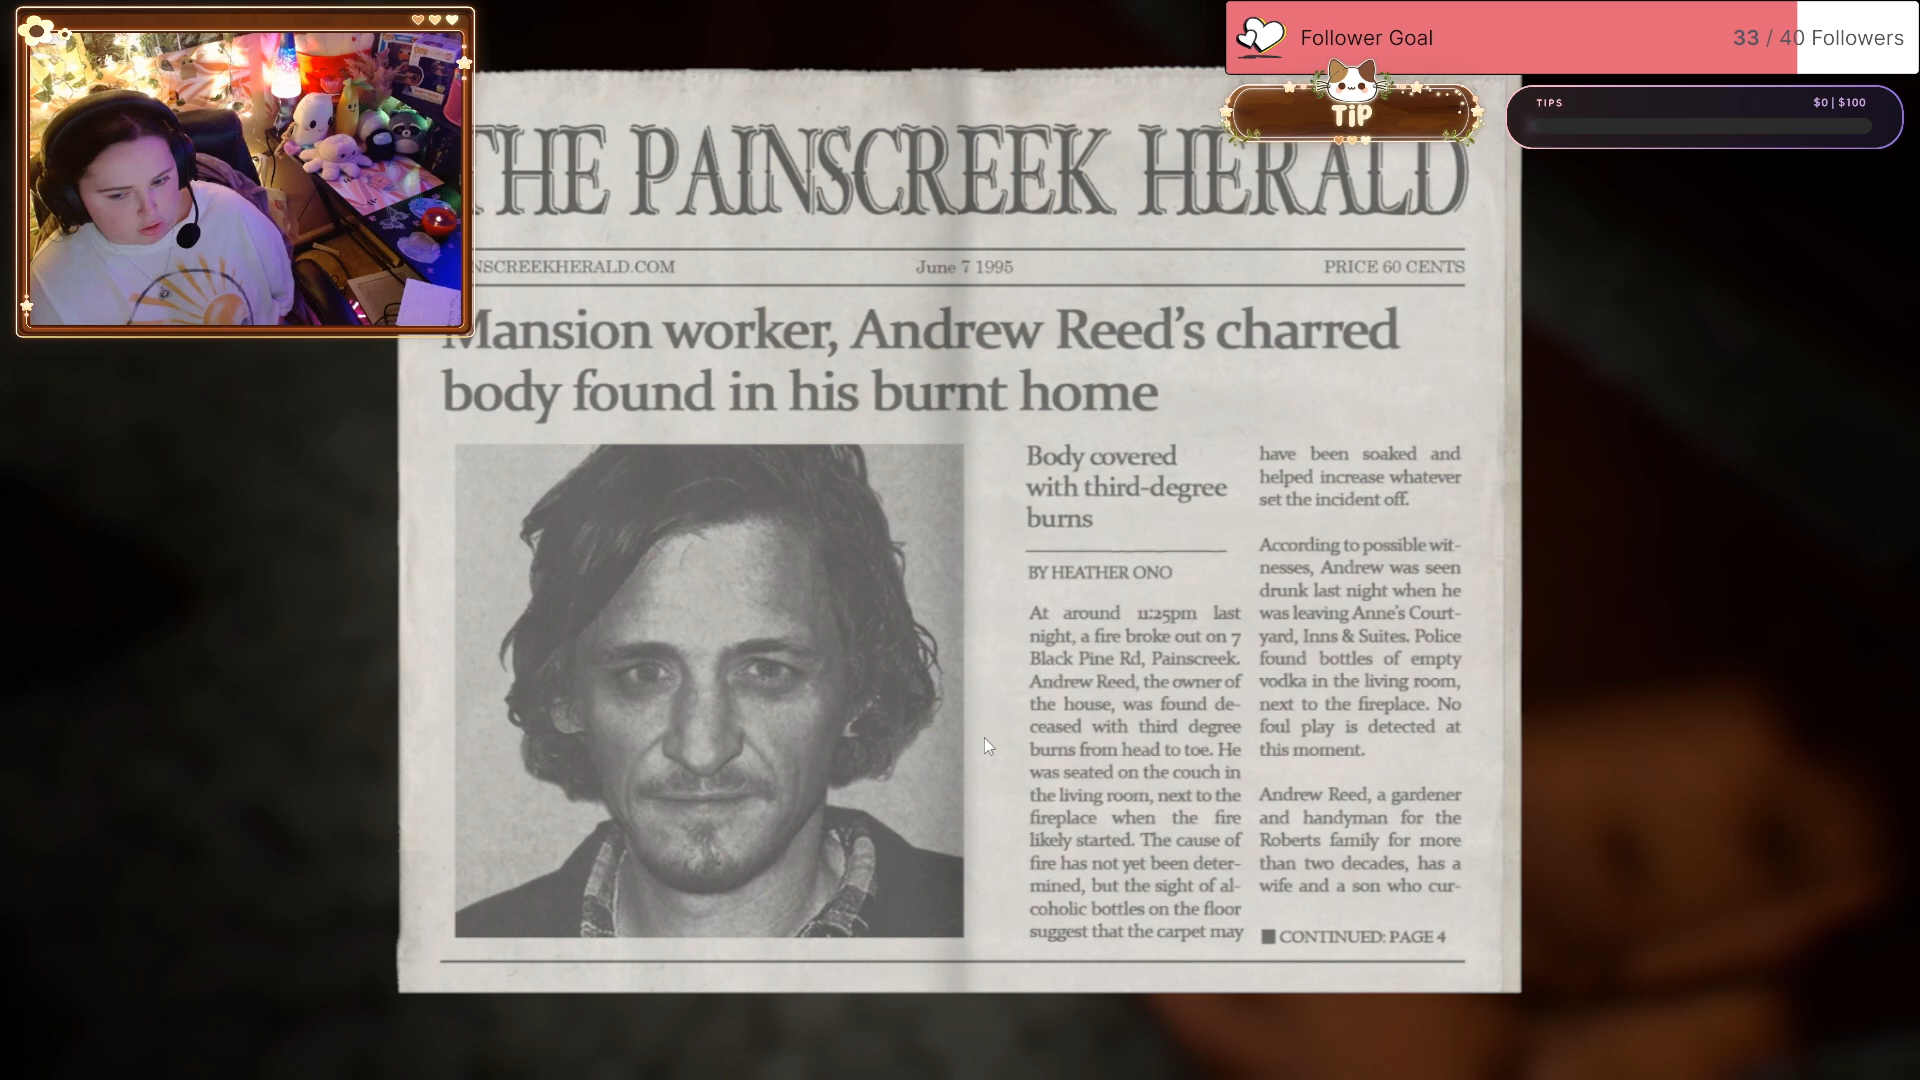 Follower Goal
33 / 40 Followers
TiP
TIPS
$0 | $100
THE PAINSCREEK HERALD
NSCREEKHERALD.COM
June 7 1995
PRICE 60 CENTS
Mansion worker, Andrew Reed's charred
body found in his burnt home
Body covered
with third-degree
burns
BY HEATHER ONO
At around 11:25pm last
night, a fire broke out on 7
Black Pine Rd, Painscreek.
Andrew Reed, the owner of
the house, was found de-
ceased with third degree
burns from head to toe. He
was seated on the couch in
the living room, next to the
fireplace when the fire
likely started. The cause of
fire has not yet been deter-
mined, but the sight of al-
coholic bottles on the floor
suggest that the carpet may
have been soaked and
helped increase whatever
set the incident off.
According to possible wit-
nesses, Andrew was seen
drunk last night when he
was leaving Anne's Court-
yard, Inns & Suites. Police
found bottles of empty
vodka in the living room,
next to the fireplace. No
foul play is detected at
this moment.
Andrew Reed, a gardener
and handyman for the
Roberts family for more
than two decades, has a
wife and a son who cur-
CONTINUED: PAGE 4